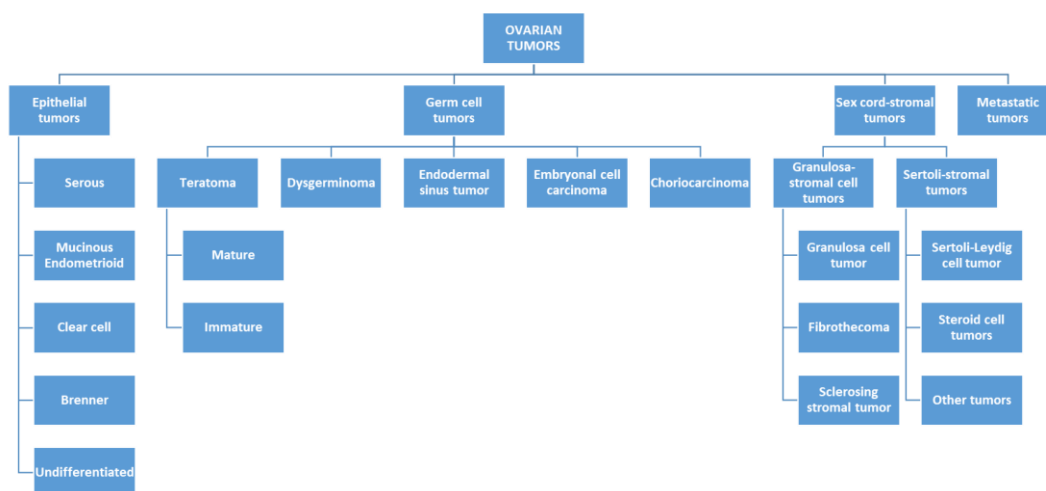 OVARIAN
TUMORS
Epithelial
tumors
Germ cell
tumors
Sex cord-stromal
tumors
Metastatic
tumors
Serous
Mucinous
Endometrioid
Clear cell
Brenner
Undifferentiated
Teratoma
Dysgerminoma
Endodermal
sinus tumor
Embryonal cell
carcinoma
Choriocarcinoma
Mature
Immature
Granulosa-
stromal cell
tumors
Sertoli-stromal
tumors
Granulosa cell
tumor
Fibrothecoma
Sclerosing
stromal tumor
Sertoli-Leydig
cell tumor
Steroid cell
tumors
Other tumors